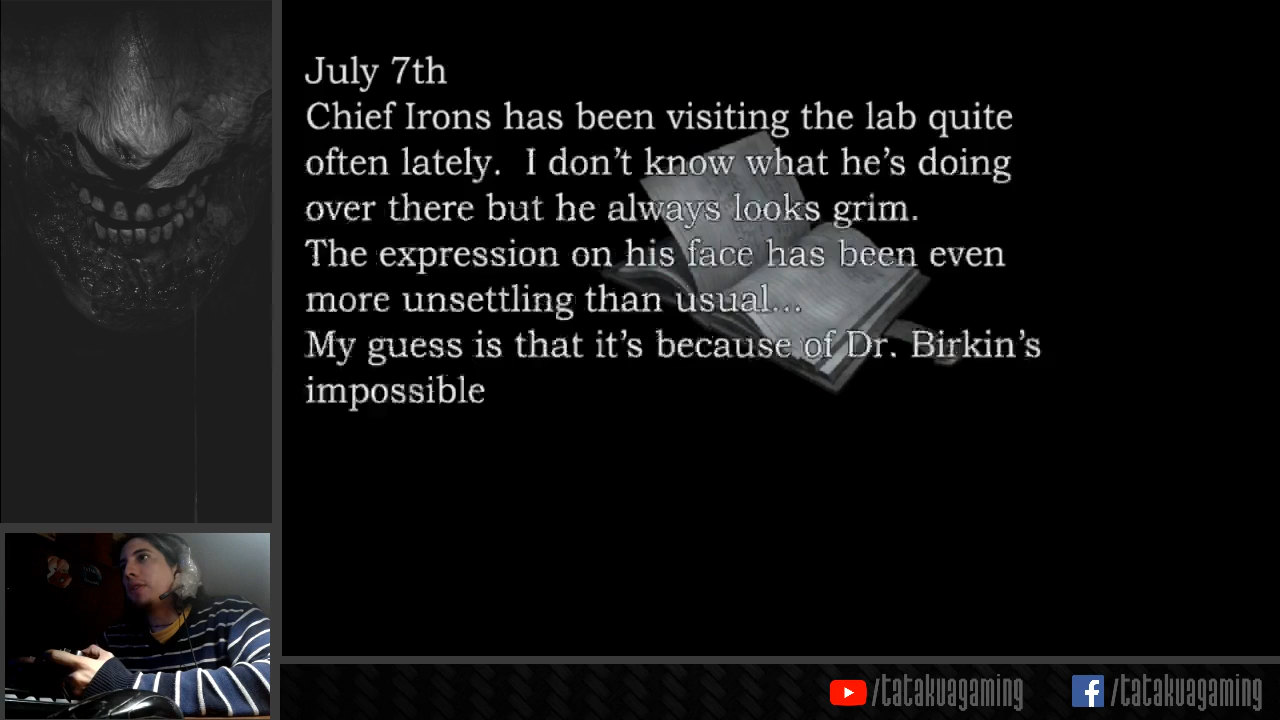 July 7th
Chief Irons has been visiting the lab quite
often lately.  I don't know what he's doing
over there but he always looks grim.
The expression on his face has been even
more unsettling than usual...
My guess is that it's because of Dr. Birkin's
impossible
/tatakuagaming
/tatakuagaming